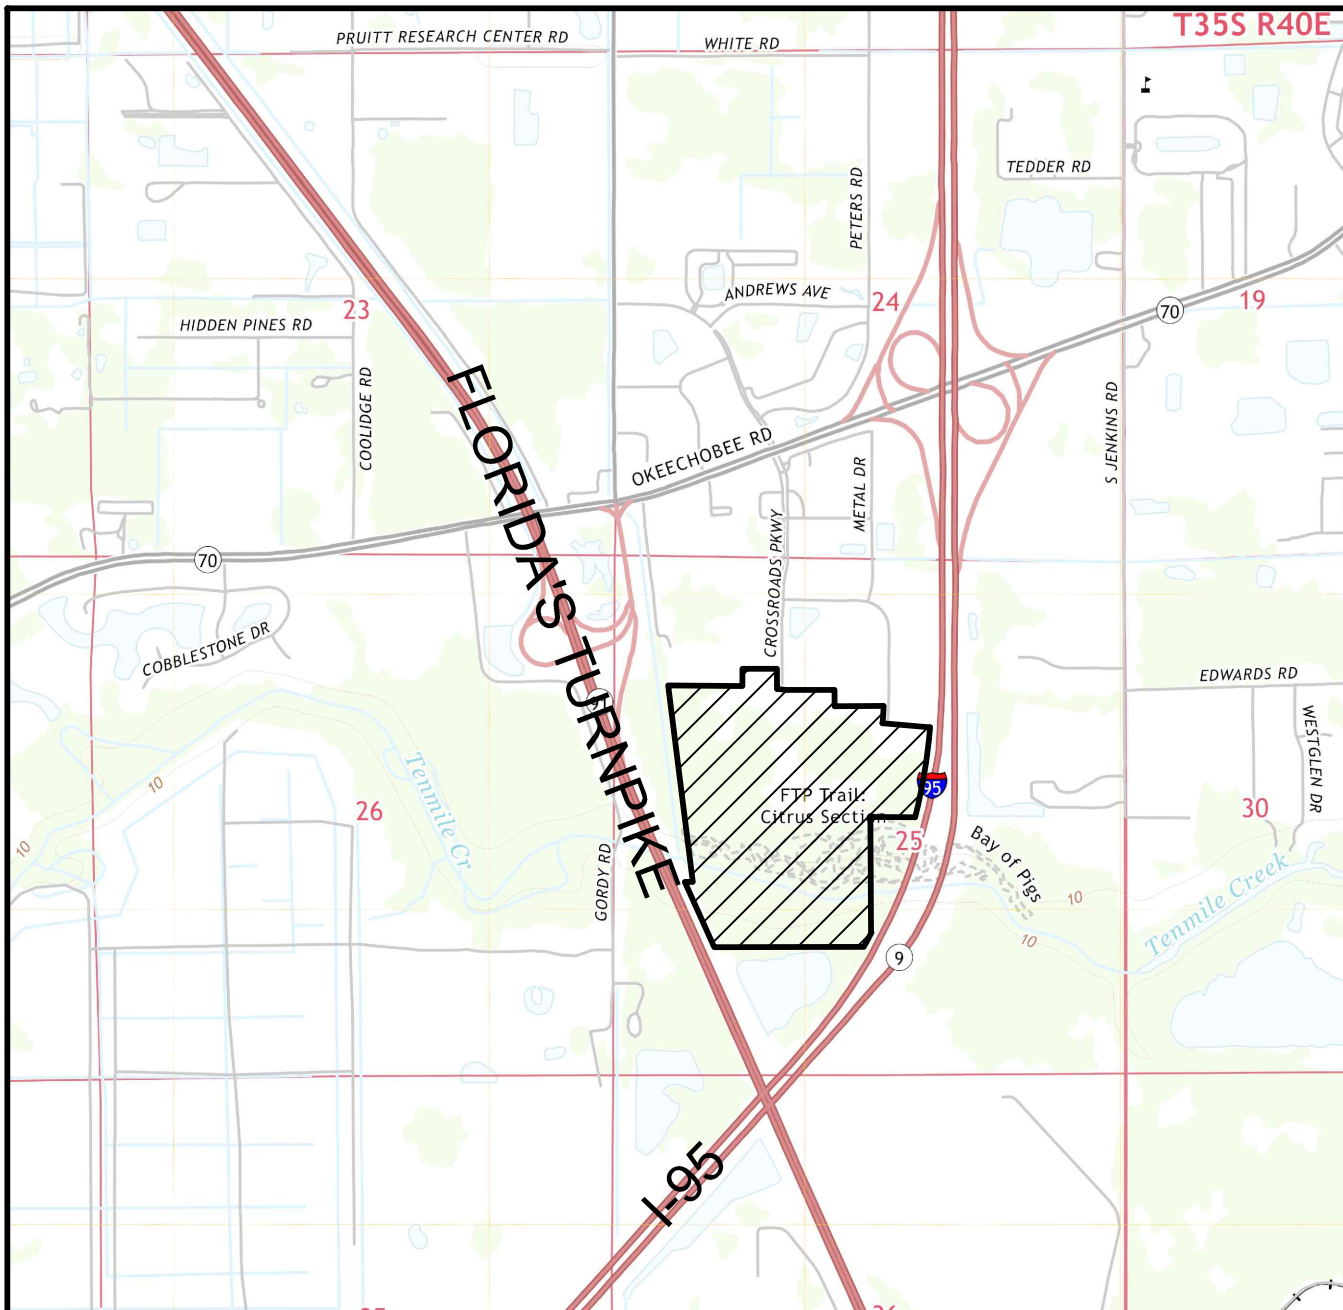 T35S R40E
PRUITT RESEARCH CENTER RD
WHITE RD
TEDDER RD
PETERS RD
ANDREWS AVE
24
19
23
70
HIDDEN PINES RD
COOLIDGE RD
S JENKINS RD
OKEECHOBEE RD
METAL DR
CROSSROADS PKWY
FLORIDA'S TURNPIKE
70
COBBLESTONE DR
EDWARDS RD
WESTGLEN DR
91
Tenmile Cr
10
10
26
FTP Trail:
Citrus Section
95
25
30
Bay of Pigs
GORDY RD
10
10
Tenmile Creek
9
I-95